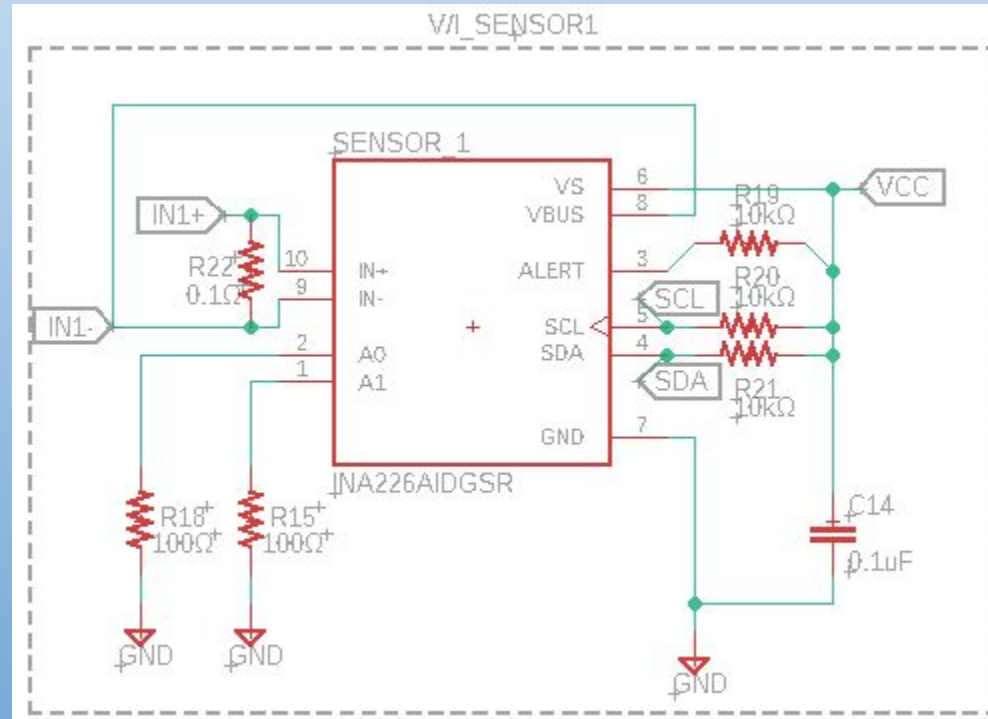 V/I_SENSOR1
SENSOR_1
VS
6
VBUS
8
VCC
R19
10kΩ
IN1+
R22
0.1Ω
10
IN+
9
IN-
ALERT
3
R20
10kΩ
SCL
IN1-
SCL
5
SDA
4
2
A0
1
A1
SDA
R21
10kΩ
GND
7
INA226AIDGSR
R18
100Ω
R15
100Ω
C14
0.1uF
GND
GND
GND